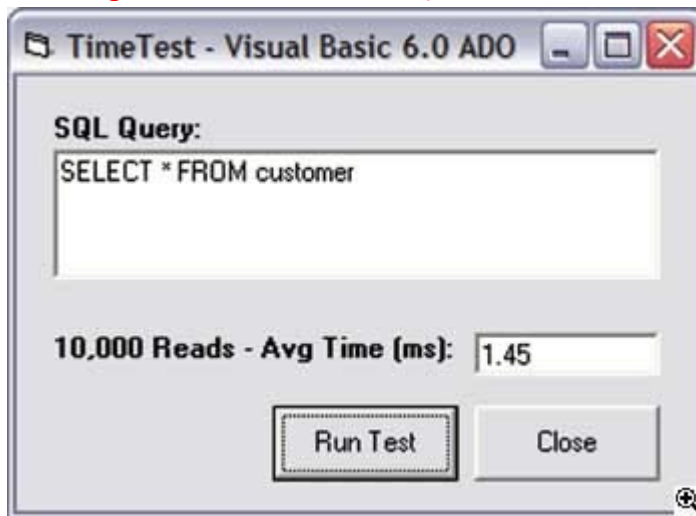 TimeTest - Visual Basic 6.0 ADO
SQL Query:
SELECT * FROM customer
10,000 Reads - Avg Time (ms): 1.45
Run Test Close